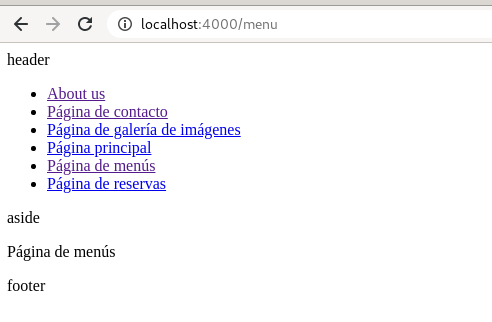 localhost:4000/menu
header
About us
Página de contacto
Página de galería de imágenes
Página principal
Página de menús
Página de reservas
aside
Página de menús
footer